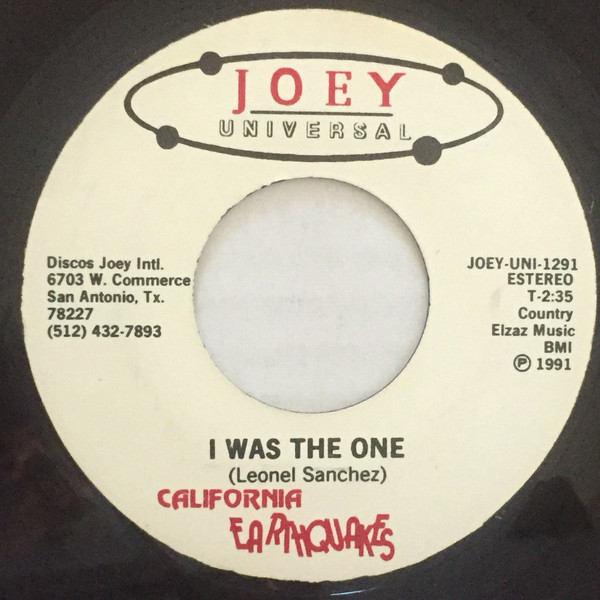 JOEY
UNIVERSAL
Discos Joey Intl.
6703 W. Commerce
San Antonio, Tx.
78227
(512) 432-7893
JOEY-UNI-1291
ESTEREO
T-2:35
Country
Elzaz Music
BMI
Ⓟ 1991
I WAS THE ONE
(Leonel Sanchez)
CALIFORNIA
EARTHQUAKES